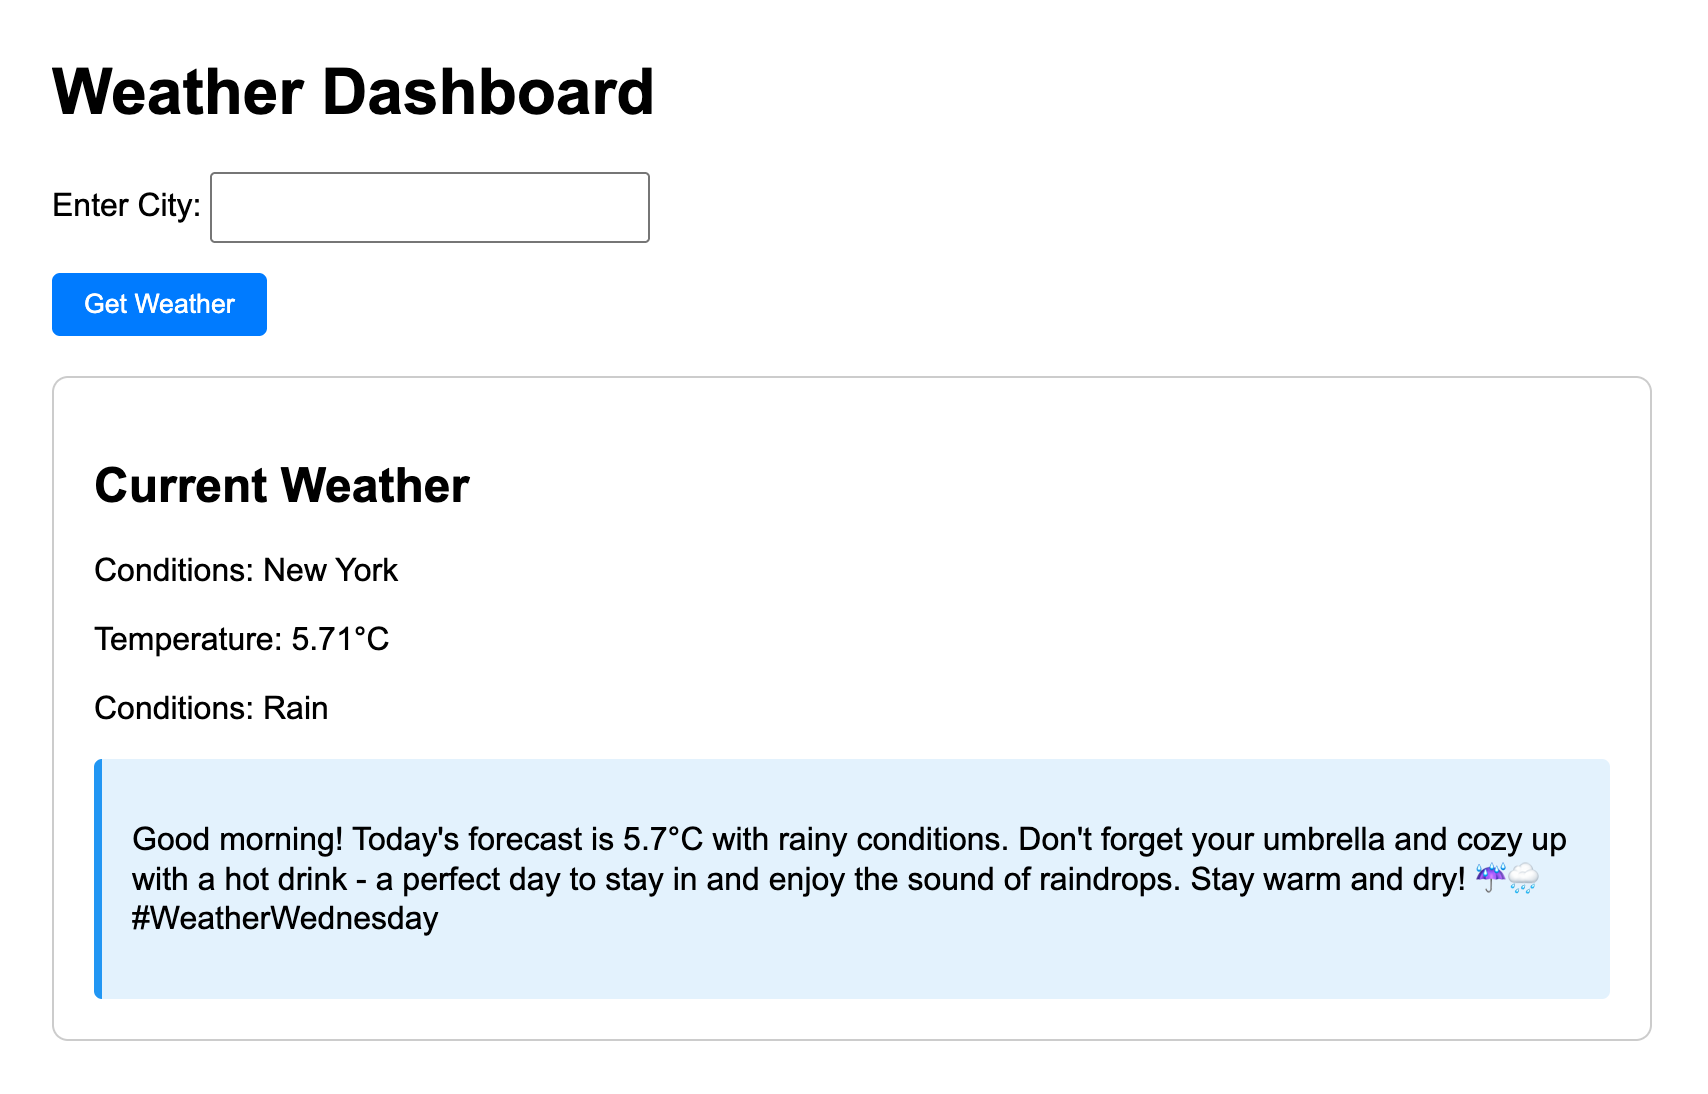 Weather Dashboard
Enter City:
Get Weather
Current Weather
Conditions: New York
Temperature: 5.71°C
Conditions: Rain
Good morning! Today's forecast is 5.7°C with rainy conditions. Don't forget your umbrella and cozy up
with a hot drink - a perfect day to stay in and enjoy the sound of raindrops. Stay warm and dry! ☔🌧️
#WeatherWednesday